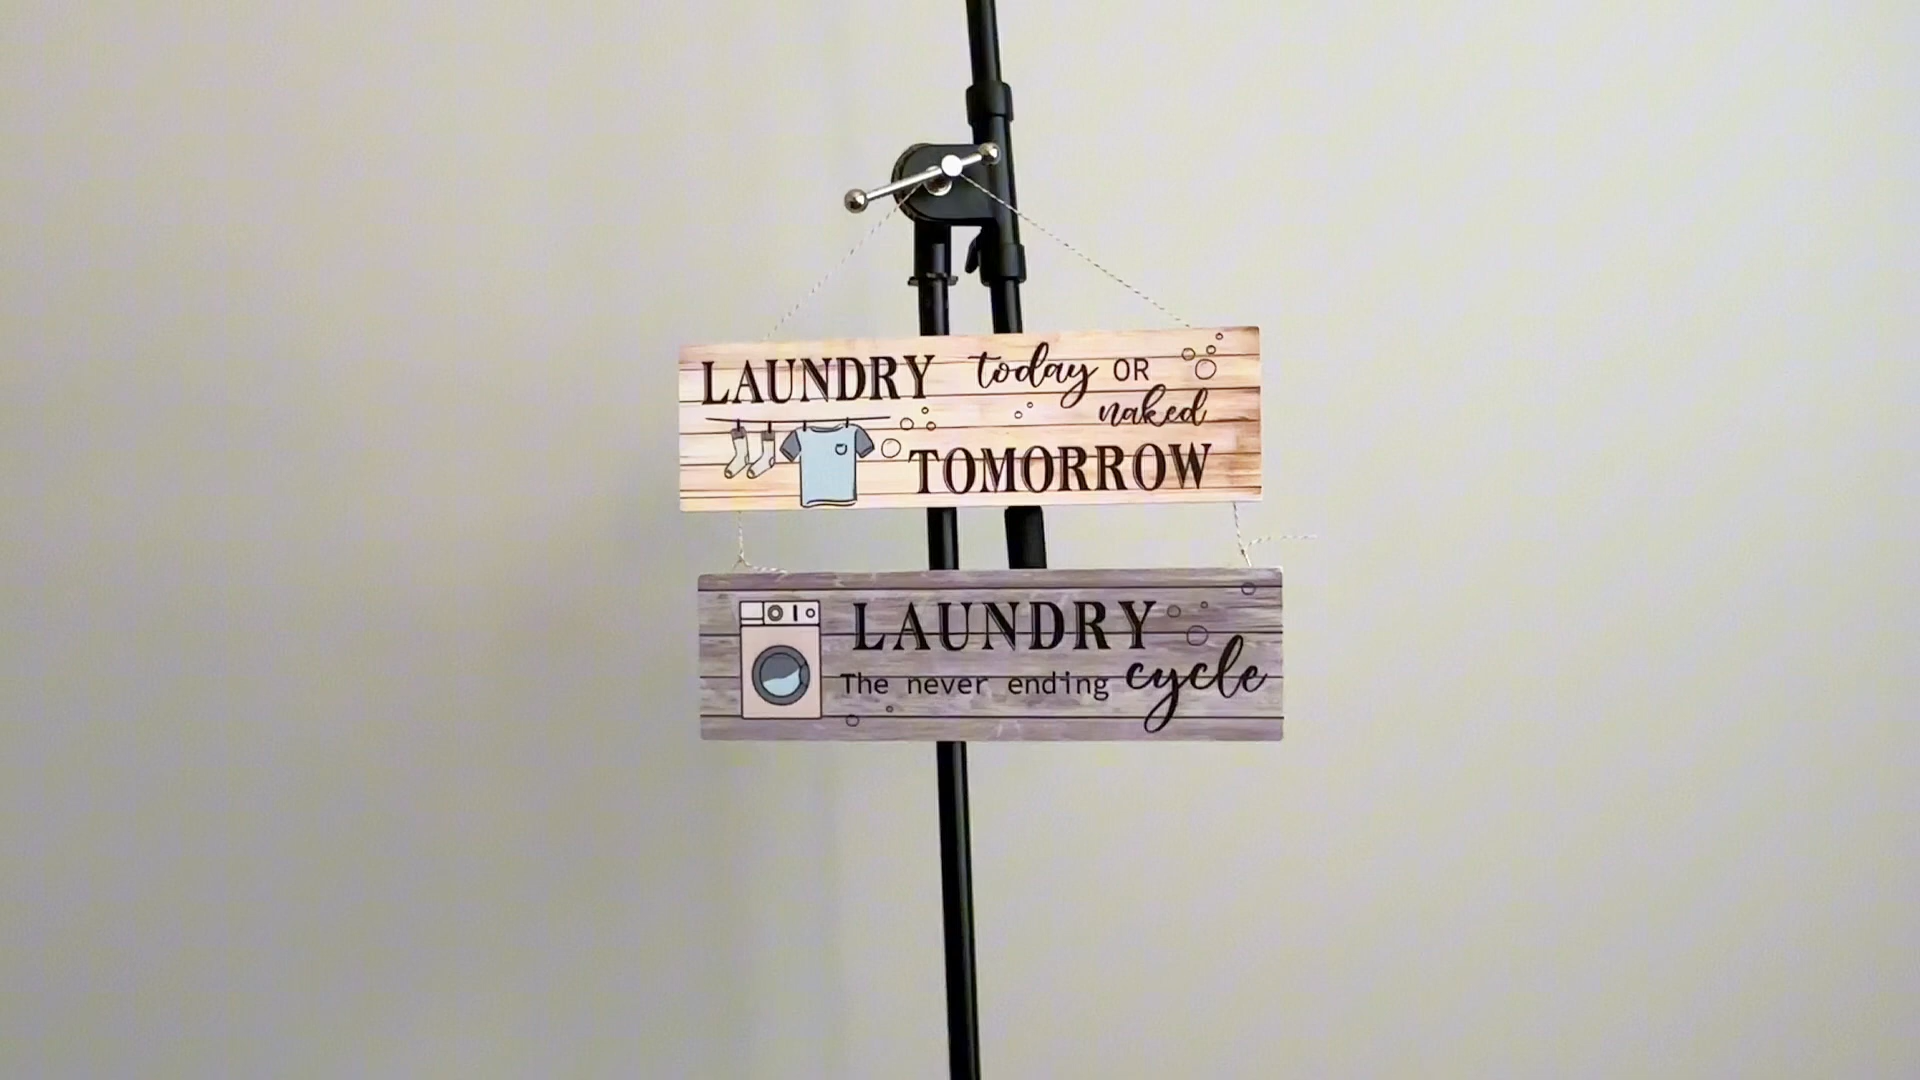 LAUNDRY today OR
naked
TOMORROW
LAUNDRY
The never ending cycle